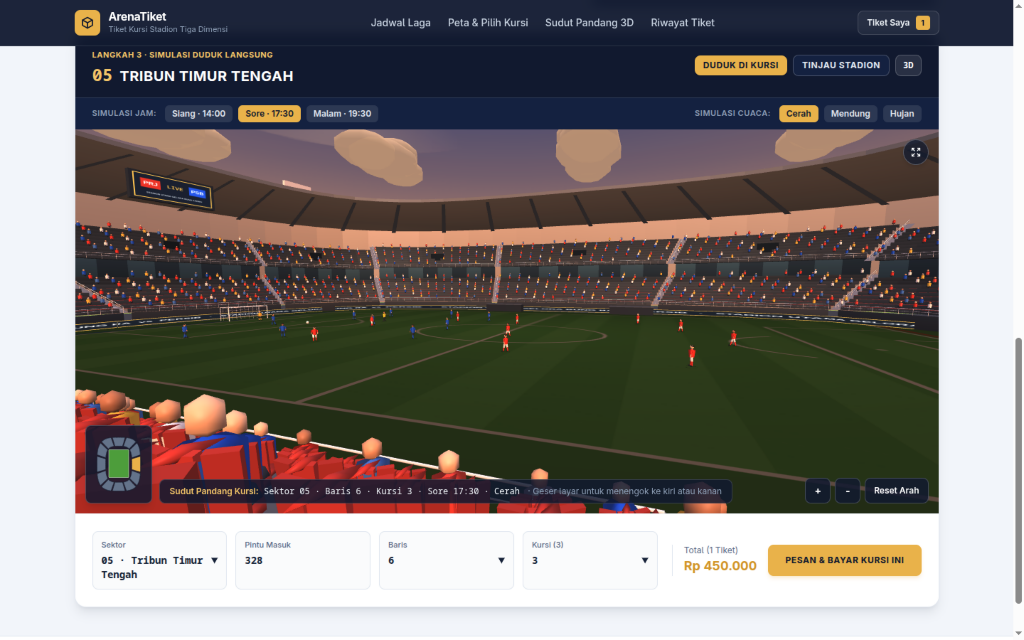 ArenaTiket
Tiket Kursi Stadion Tiga Dimensi
Jadwal Laga
Peta & Pilih Kursi
Sudut Pandang 3D
Riwayat Tiket
Tiket Saya 1
LANGKAH 3 · SIMULASI DUDUK LANGSUNG
05 TRIBUN TIMUR TENGAH
DUDUK DI KURSI
TINJAU STADION
3D
SIMULASI JAM:
Siang · 14:00
Sore · 17:30
Malam · 19:30
SIMULASI CUACA:
Cerah
Mendung
Hujan
LIVE
Sudut Pandang Kursi: Sektor 05 · Baris 6 · Kursi 3 · Sore 17:30 · Cerah · Geser layar untuk menengok ke kiri atau kanan
+
-
Reset Arah
Sektor
05 · Tribun Timur
Tengah
Pintu Masuk
328
Baris
6
Kursi (3)
3
Total (1 Tiket)
Rp 450.000
PESAN & BAYAR KURSI INI